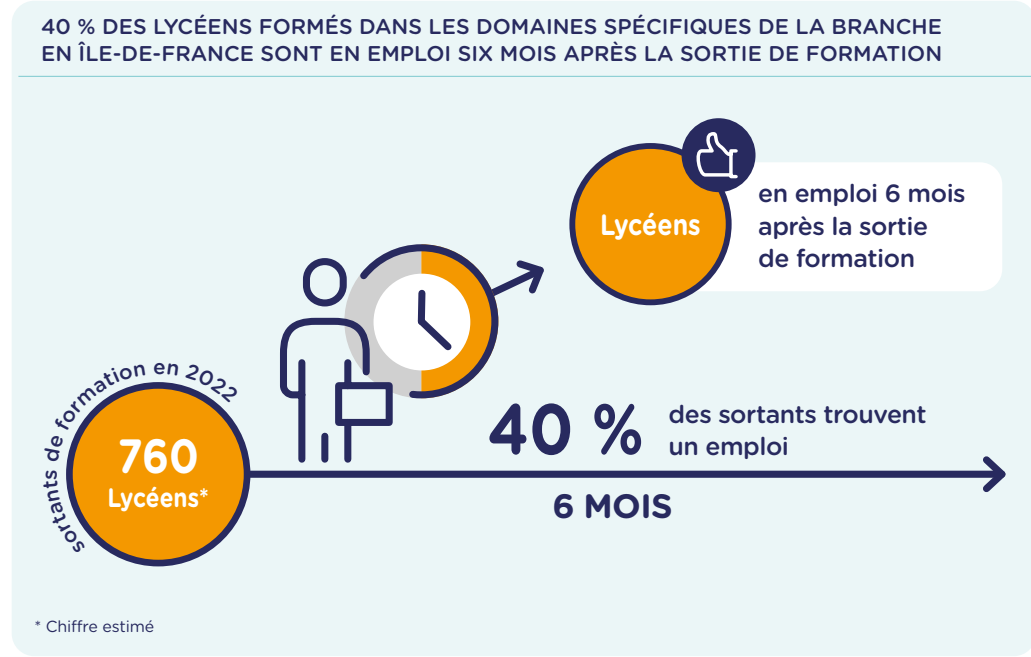 40 % DES LYCÉENS FORMÉS DANS LES DOMAINES SPÉCIFIQUES DE LA BRANCHE
EN ÎLE-DE-FRANCE SONT EN EMPLOI SIX MOIS APRÈS LA SORTIE DE FORMATION
Lycéens
en emploi 6 mois
après la sortie
de formation
sortants de formation en 2022
760
Lycéens*
40 %
des sortants trouvent
un emploi
6 MOIS
* Chiffre estimé